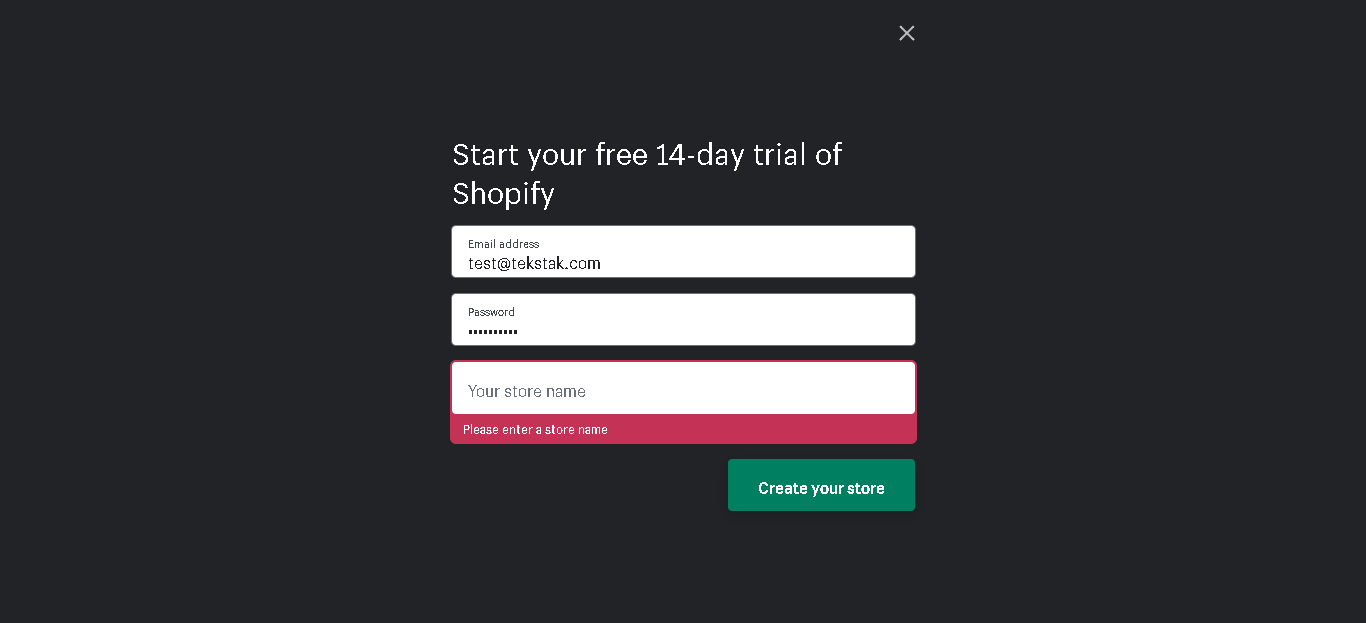 Start your free 14-day trial of
Shopify
Email address
test@tekstak.com
Password
••••••••••
Your store name
Please enter a store name
Create your store